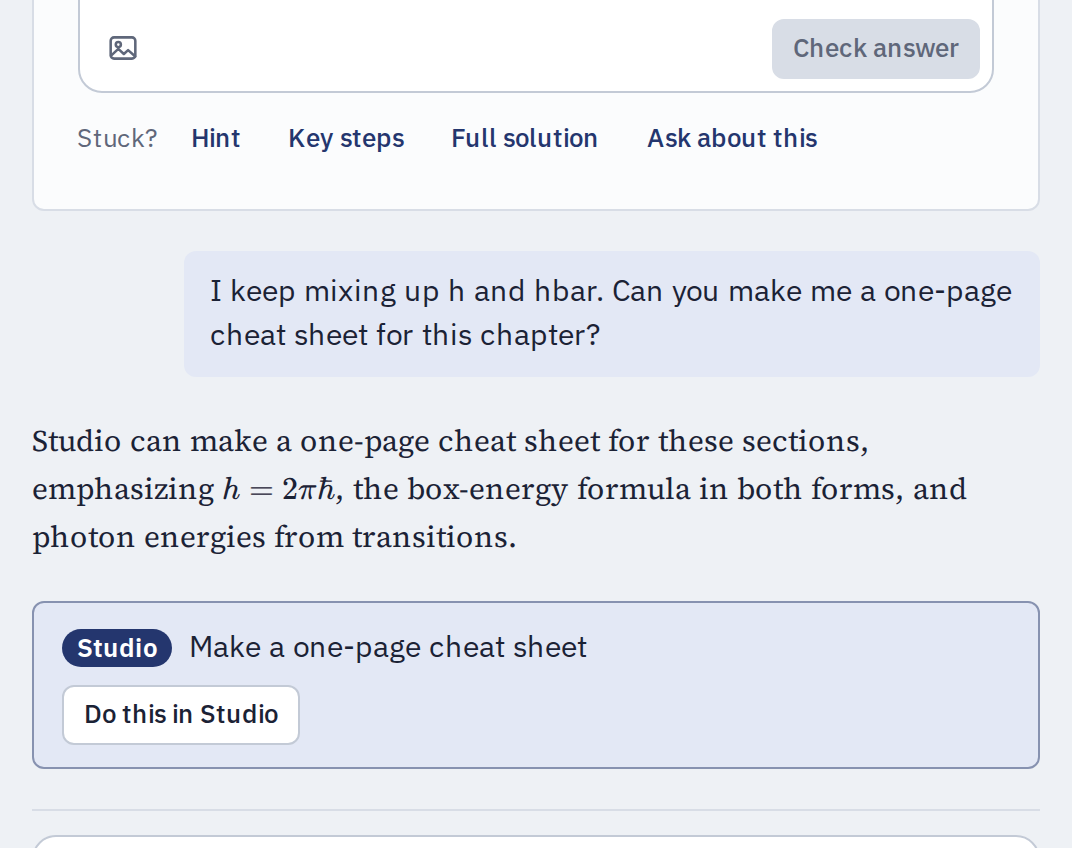 Check answer
Stuck? Hint Key steps Full solution Ask about this
I keep mixing up h and hbar. Can you make me a one-page
cheat sheet for this chapter?
Studio can make a one-page cheat sheet for these sections,
emphasizing h = 2πħ, the box-energy formula in both forms, and
photon energies from transitions.
Studio Make a one-page cheat sheet
Do this in Studio